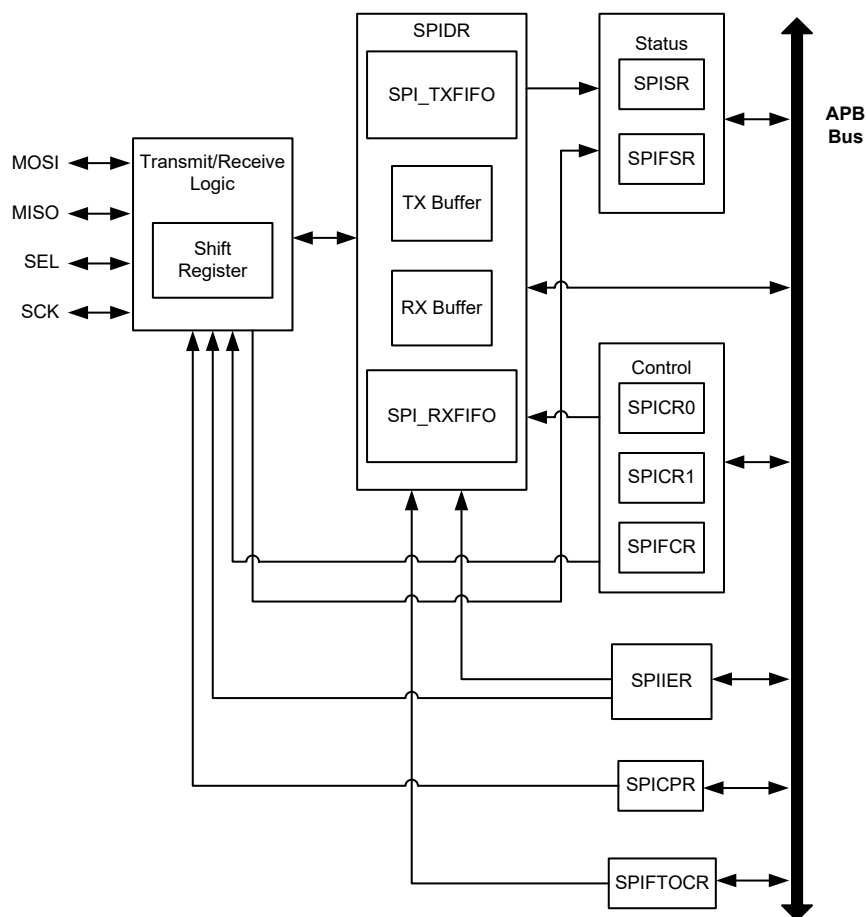 SPIDR
SPI_TXFIFO
TX Buffer
RX Buffer
SPI_RXFIFO
Status
SPISR
SPIFSR
APB
Bus
MOSI
MISO
SEL
SCK
Transmit/Receive
Logic
Shift
Register
Control
SPICR0
SPICR1
SPIFCR
SPIIER
SPICPR
SPIFTOCR